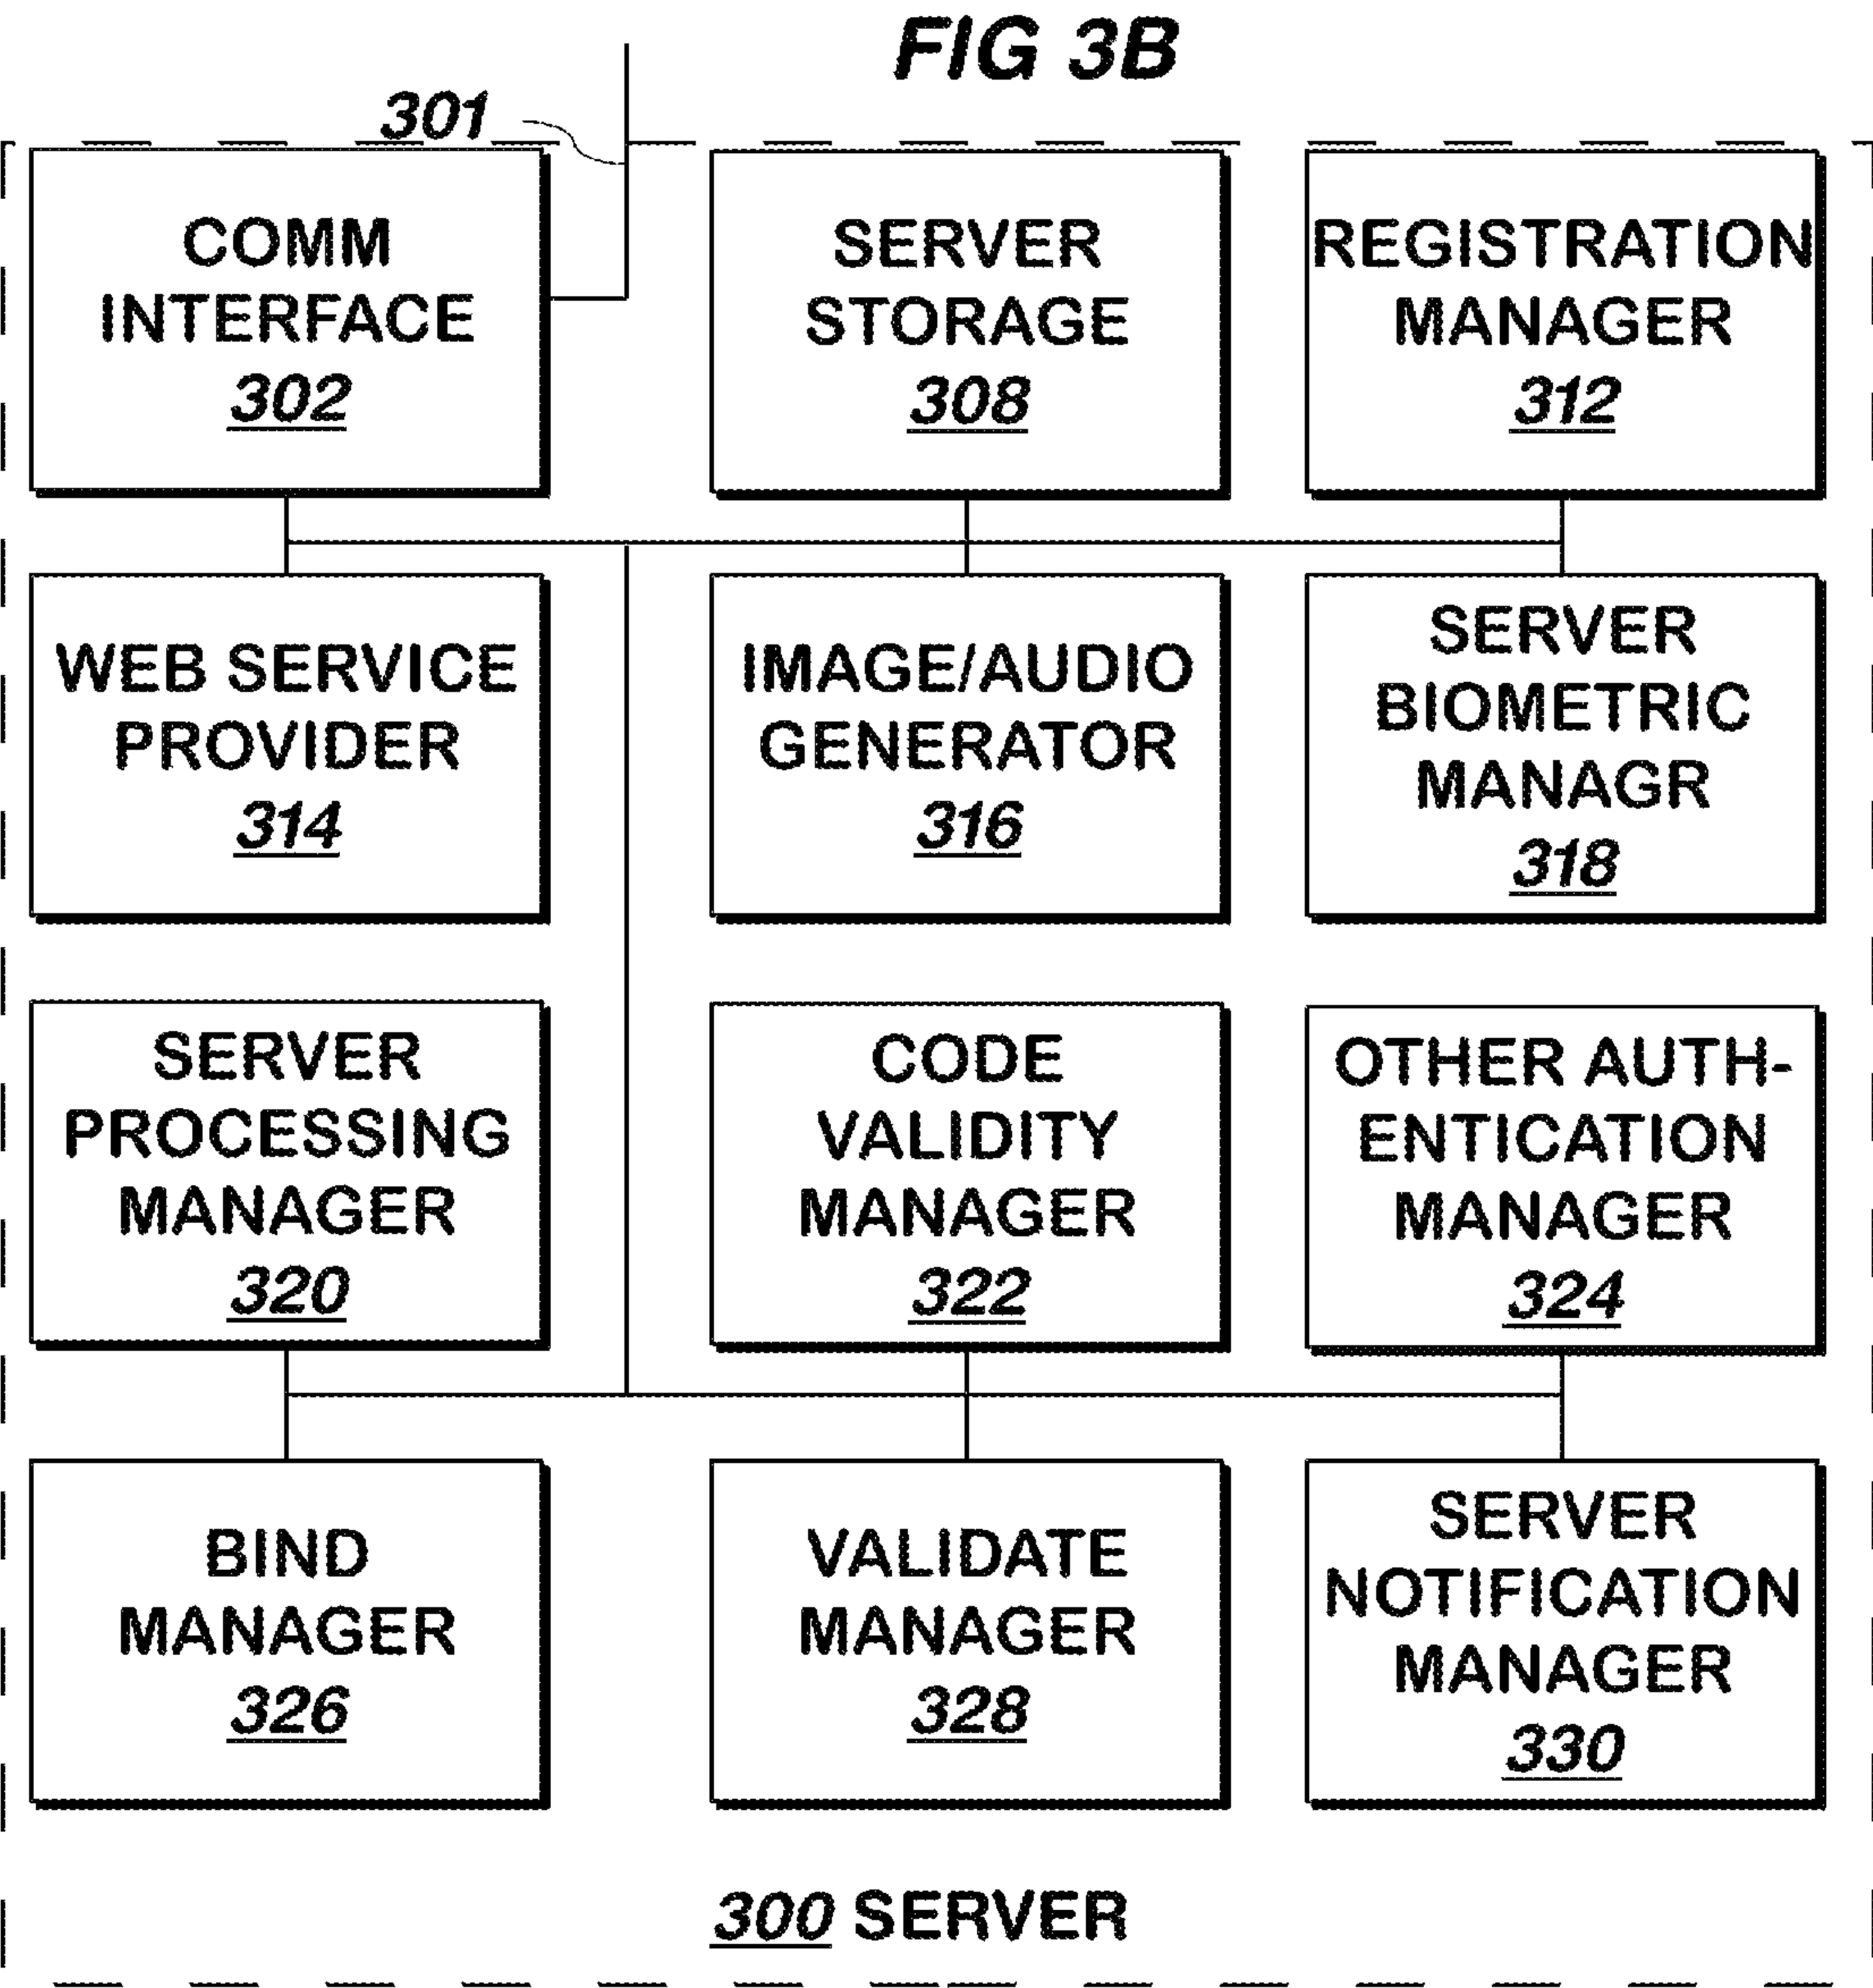 FIG 3B
301
COMM
INTERFACE
302
SERVER
STORAGE
308
REGISTRATION
MANAGER
312
WEB SERVICE
PROVIDER
314
IMAGE/AUDIO
GENERATOR
316
SERVER
BIOMETRIC
MANAGR
318
SERVER
PROCESSING
MANAGER
320
CODE
VALIDITY
MANAGER
322
OTHER AUTH-
ENTICATION
MANAGER
324
BIND
MANAGER
326
VALIDATE
MANAGER
328
SERVER
NOTIFICATION
MANAGER
330
300 SERVER